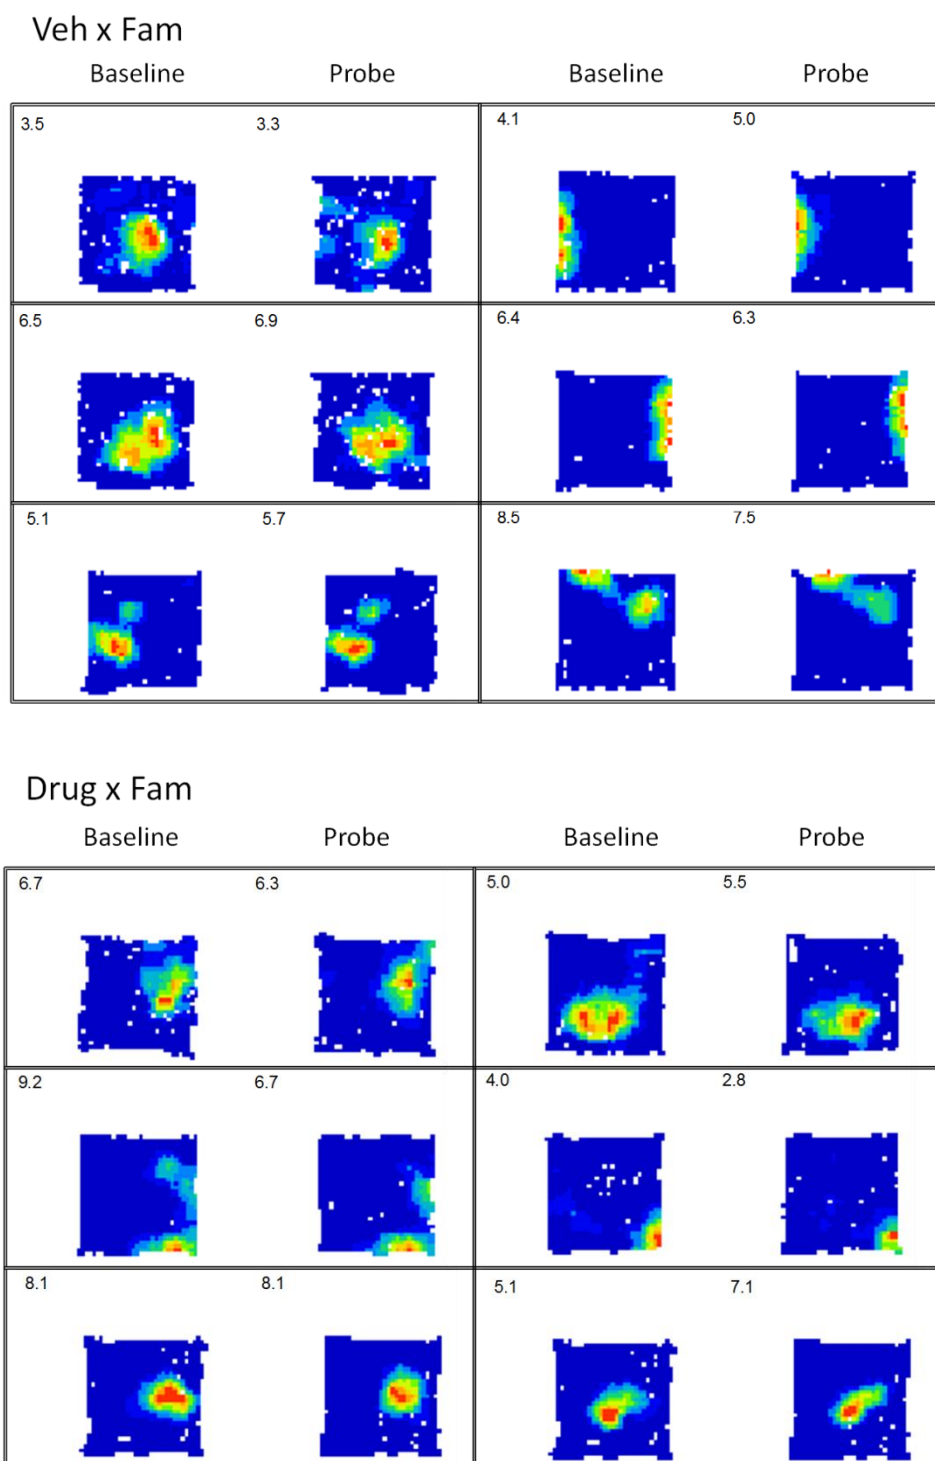 Veh x Fam
Baseline Probe Baseline Probe
3.5 3.3 4.1 5.0
6.5 6.9 6.4 6.3
5.1 5.7 8.5 7.5
Drug x Fam
Baseline Probe Baseline Probe
6.7 6.3 5.0 5.5
9.2 6.7 4.0 2.8
8.1 8.1 5.1 7.1